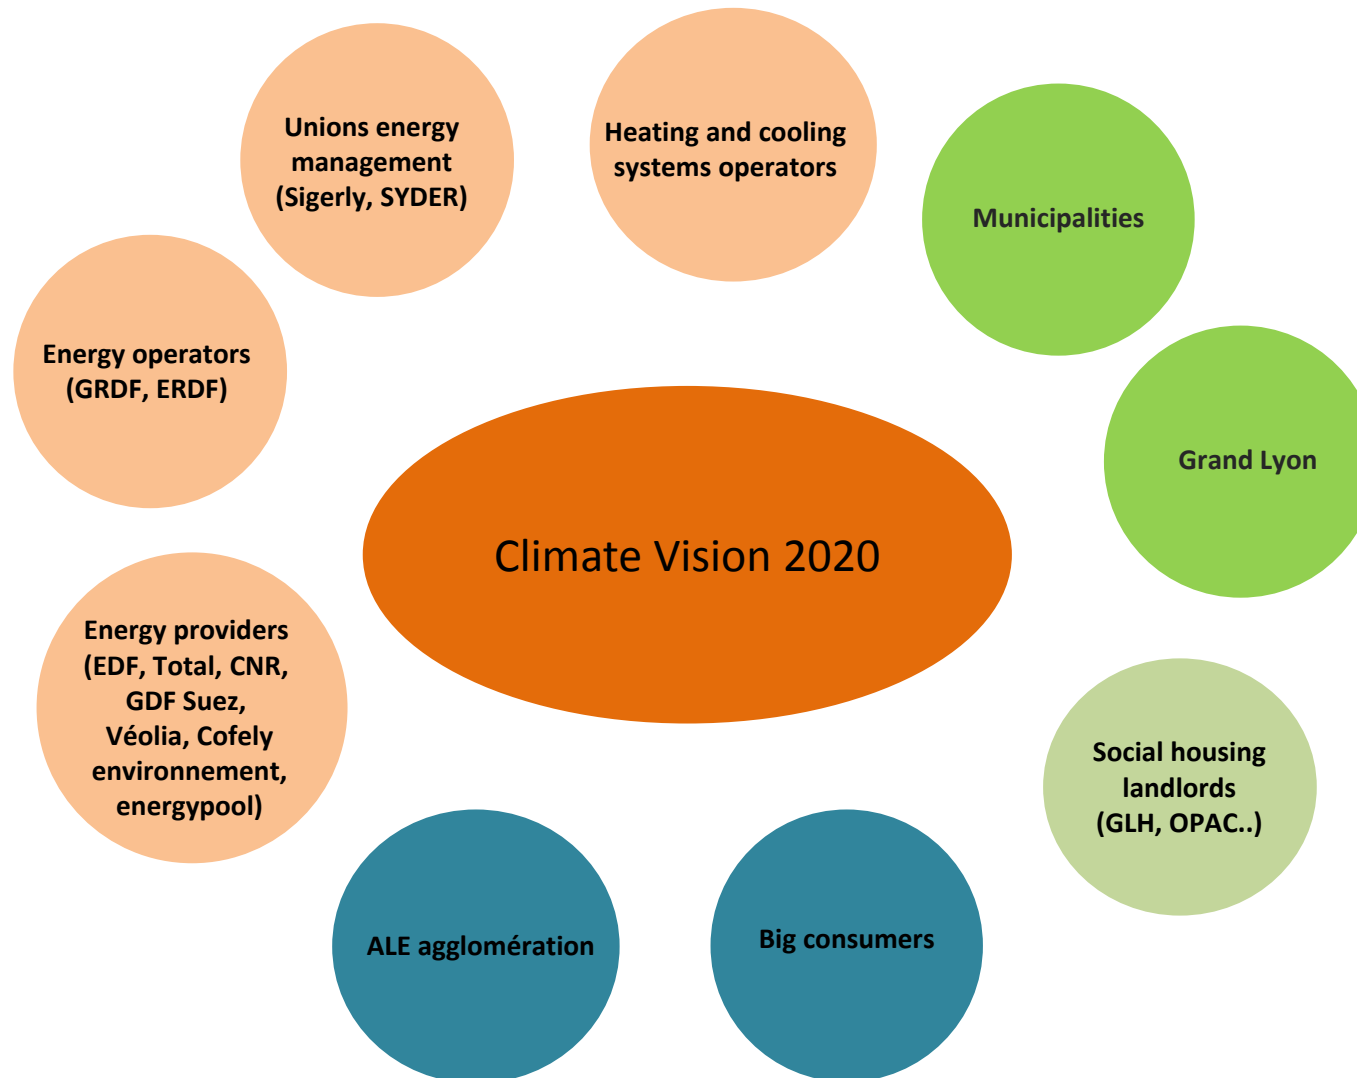 Unions energy
management
(Sigerly, SYDER)
Heating and cooling
systems operators
Municipalities
Energy operators
(GRDF, ERDF)
Grand Lyon
Climate Vision 2020
Energy providers
(EDF, Total, CNR,
GDF Suez,
Véolia, Cofely
environnement,
energypool)
Social housing
landlords
(GLH, OPAC..)
ALE agglomération
Big consumers